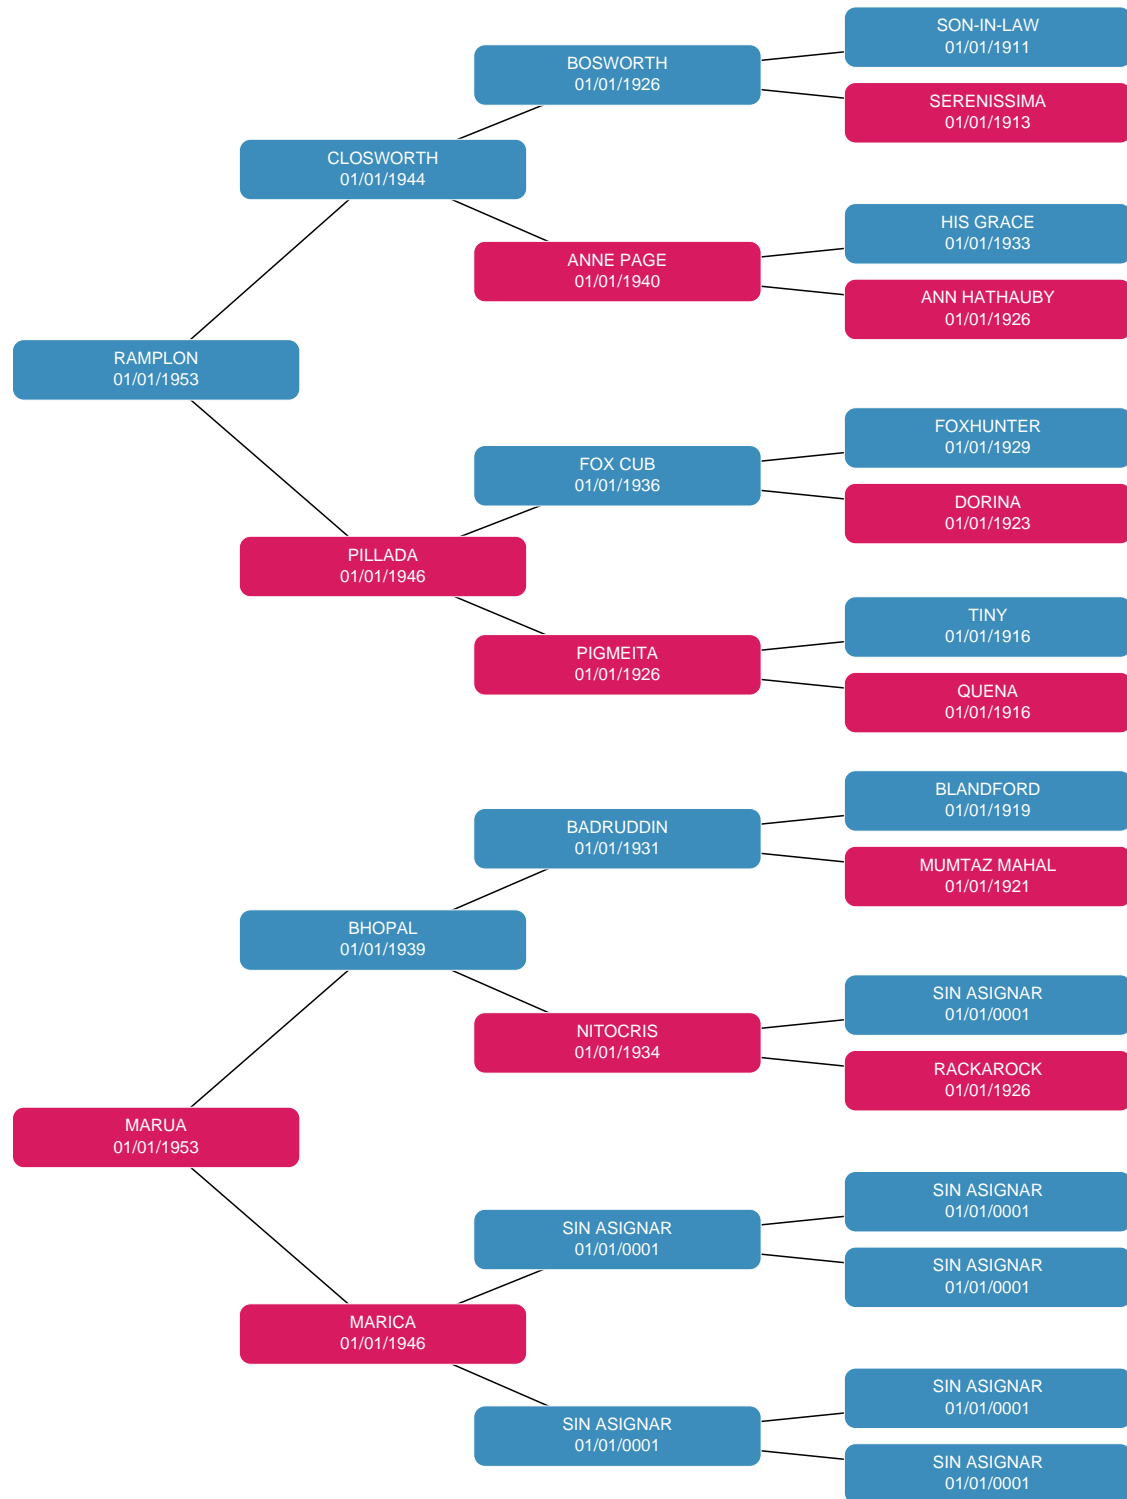 SON-IN-LAW
01/01/1911
BOSWORTH
01/01/1926
SERENISSIMA
01/01/1913
CLOSWORTH
01/01/1944
HIS GRACE
01/01/1933
ANNE PAGE
01/01/1940
ANN HATHAUBY
01/01/1926
RAMPLON
01/01/1953
FOXHUNTER
01/01/1929
FOX CUB
01/01/1936
DORINA
01/01/1923
PILLADA
01/01/1946
TINY
01/01/1916
PIGMEITA
01/01/1926
QUENA
01/01/1916
BLANDFORD
01/01/1919
BADRUDDIN
01/01/1931
MUMTAZ MAHAL
01/01/1921
BHOPAL
01/01/1939
SIN ASIGNAR
01/01/0001
NITOCRIS
01/01/1934
RACKAROCK
01/01/1926
MARUA
01/01/1953
SIN ASIGNAR
01/01/0001
SIN ASIGNAR
01/01/0001
SIN ASIGNAR
01/01/0001
MARICA
01/01/1946
SIN ASIGNAR
01/01/0001
SIN ASIGNAR
01/01/0001
SIN ASIGNAR
01/01/0001